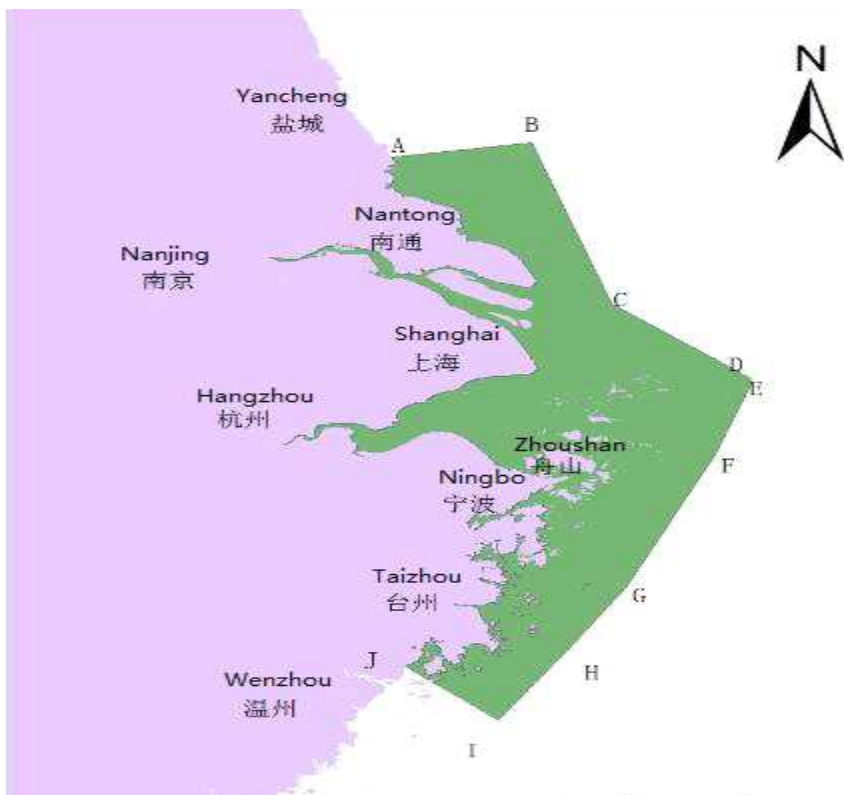 N
Yancheng
盐城
A
B
Nantong
南通
Nanjing
南京
C
Shanghai
上海
D
E
Hangzhou
杭州
Zhoushan
舟山
F
Ningbo
宁波
Taizhou
台州
G
J
H
Wenzhou
温州
I